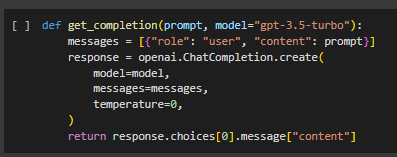 [ ] def get_completion(prompt, model="gpt-3.5-turbo"):
    messages = [{"role": "user", "content": prompt}]
    response = openai.ChatCompletion.create(
        model=model,
        messages=messages,
        temperature=0,
    )
    return response.choices[0].message["content"]